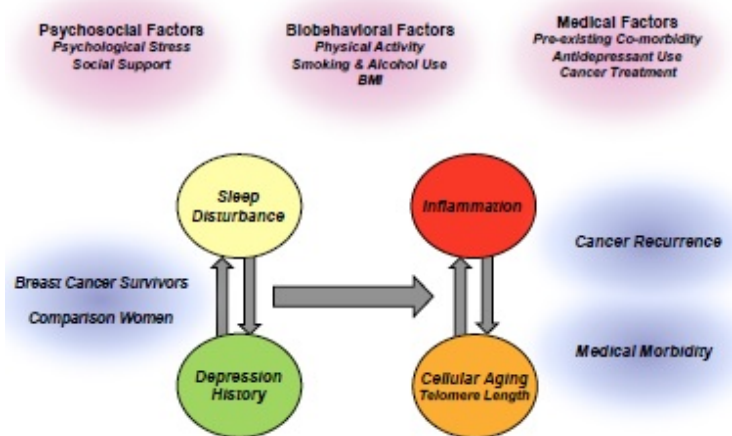 Psychosocial Factors
Psychological Stress
Social Support
Biobehavioral Factors
Physical Activity
Smoking & Alcohol Use
BMI
Medical Factors
Pre-existing Co-morbidity
Antidepressant Use
Cancer Treatment
Sleep
Disturbance
Inflammation
Cancer Recurrence
Breast Cancer Survivors
Comparison Women
Medical Morbidity
Depression
History
Cellular Aging
Telomere Length